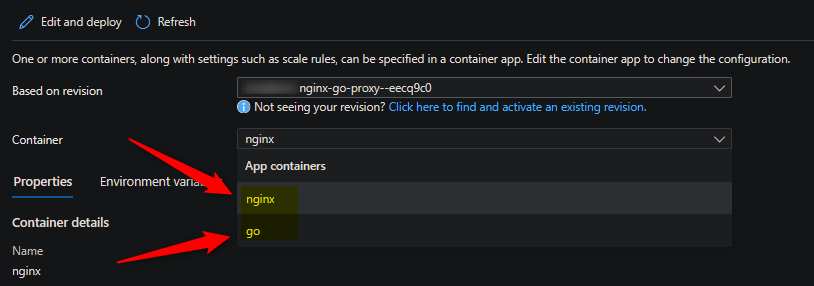 Edit and deploy Refresh
One or more containers, along with settings such as scale rules, can be specified in a container app. Edit the container app to change the configuration.
Based on revision nginx-go-proxy--eecq9c0
Not seeing your revision? Click here to find and activate an existing revision.
Container nginx
App containers
Properties Environment
nginx
go
Container details
Name
nginx